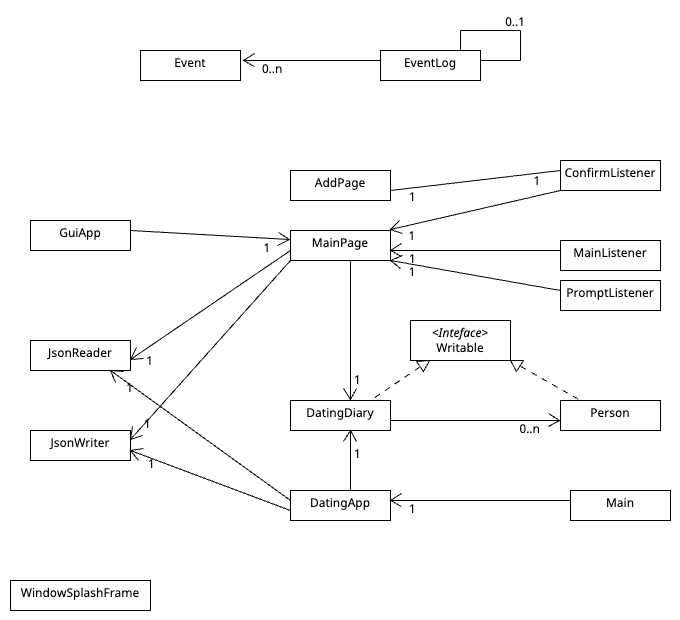 0..1
Event
EventLog
0..n
AddPage
ConfirmListener
1
1
GuiApp
MainPage
1
1
MainListener
1
1
PromptListener
<Inteface>
Writable
JsonReader
1
1
1
DatingDiary
Person
0..n
1
JsonWriter
1
1
DatingApp
Main
1
WindowSplashFrame